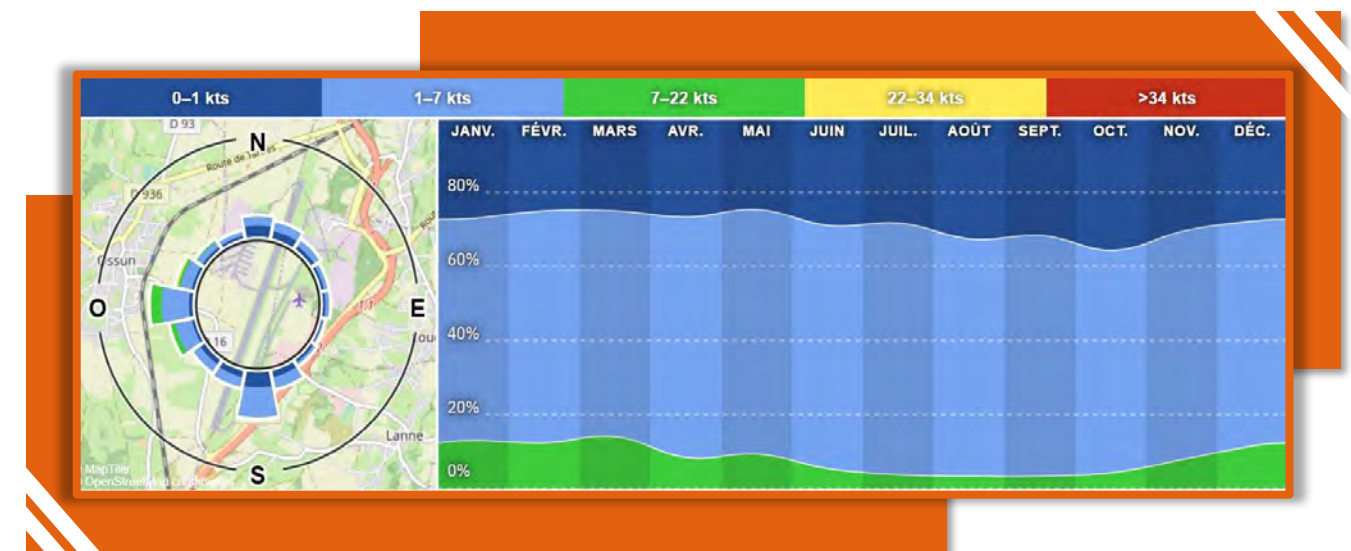 0–1 kts
1–7 kts
7–22 kts
22–34 kts
>34 kts
JANV. FÉVR. MARS AVR. MAI JUIN JUIL. AOÛT SEPT. OCT. NOV. DÉC.
80%
60%
40%
20%
0%
D 93
N
Route de
D 936
Ossun
O
E
16
Lanne
S
MapTiler
OpenStreetMap